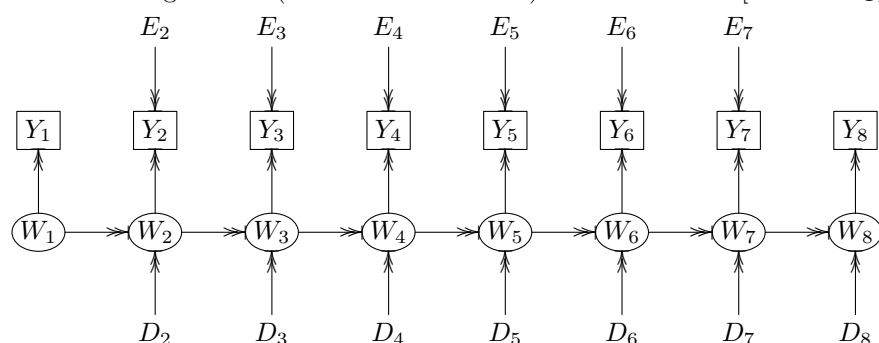 E₂ E₃ E₄ E₅ E₆ E₇
Y₁ Y₂ Y₃ Y₄ Y₅ Y₆ Y₇ Y₈
W₁ W₂ W₃ W₄ W₅ W₆ W₇ W₈
D₂ D₃ D₄ D₅ D₆ D₇ D₈